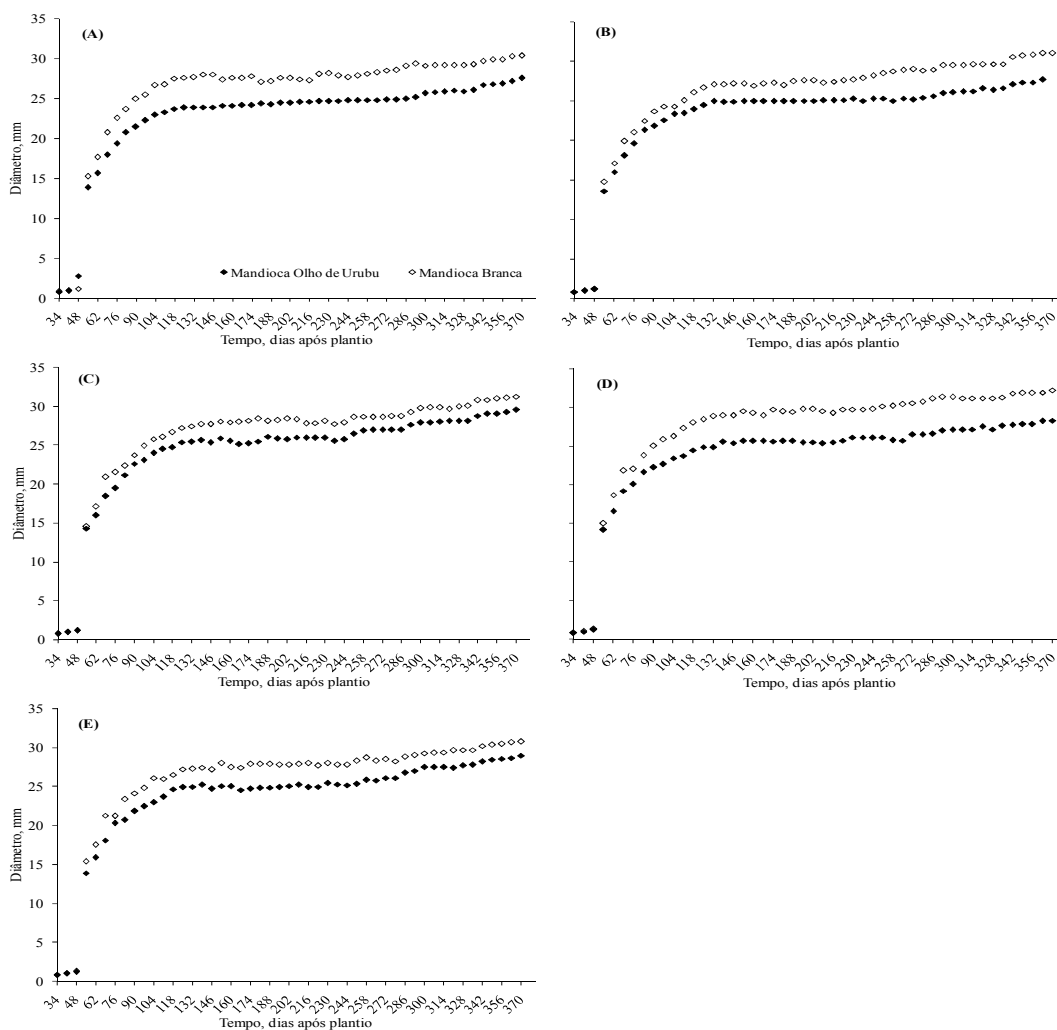 (A)
Diâmetro, mm
35
30
25
20
15
10
5
0
Mandioca Olho de Urubu Mandioca Branca
34 48 62 76 90 104 118 132 146 160 174 188 202 216 230 244 258 272 286 300 314 328 342 356 370
Tempo, dias após plantio
(B)
34 48 62 76 90 104 118 132 146 160 174 188 202 216 230 244 258 272 286 300 314 328 342 356 370
Tempo, dias após plantio
(C)
Diâmetro, mm
35
30
25
20
15
10
5
0
34 48 62 76 90 104 118 132 146 160 174 188 202 216 230 244 258 272 286 300 314 328 342 356 370
Tempo, dias após plantio
(D)
34 48 62 76 90 104 118 132 146 160 174 188 202 216 230 244 258 272 286 300 314 328 342 356 370
Tempo, dias após plantio
(E)
Diâmetro, mm
35
30
25
20
15
10
5
0
34 48 62 76 90 104 118 132 146 160 174 188 202 216 230 244 258 272 286 300 314 328 342 356 370
Tempo, dias após plantio